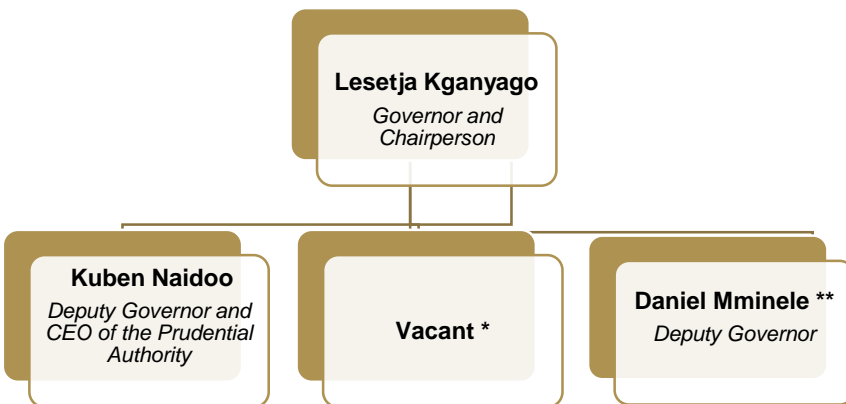 Lesetja Kganyago
Governor and
Chairperson
Kuben Naidoo
Deputy Governor and
CEO of the Prudential
Authority
Vacant *
Daniel Mminele **
Deputy Governor